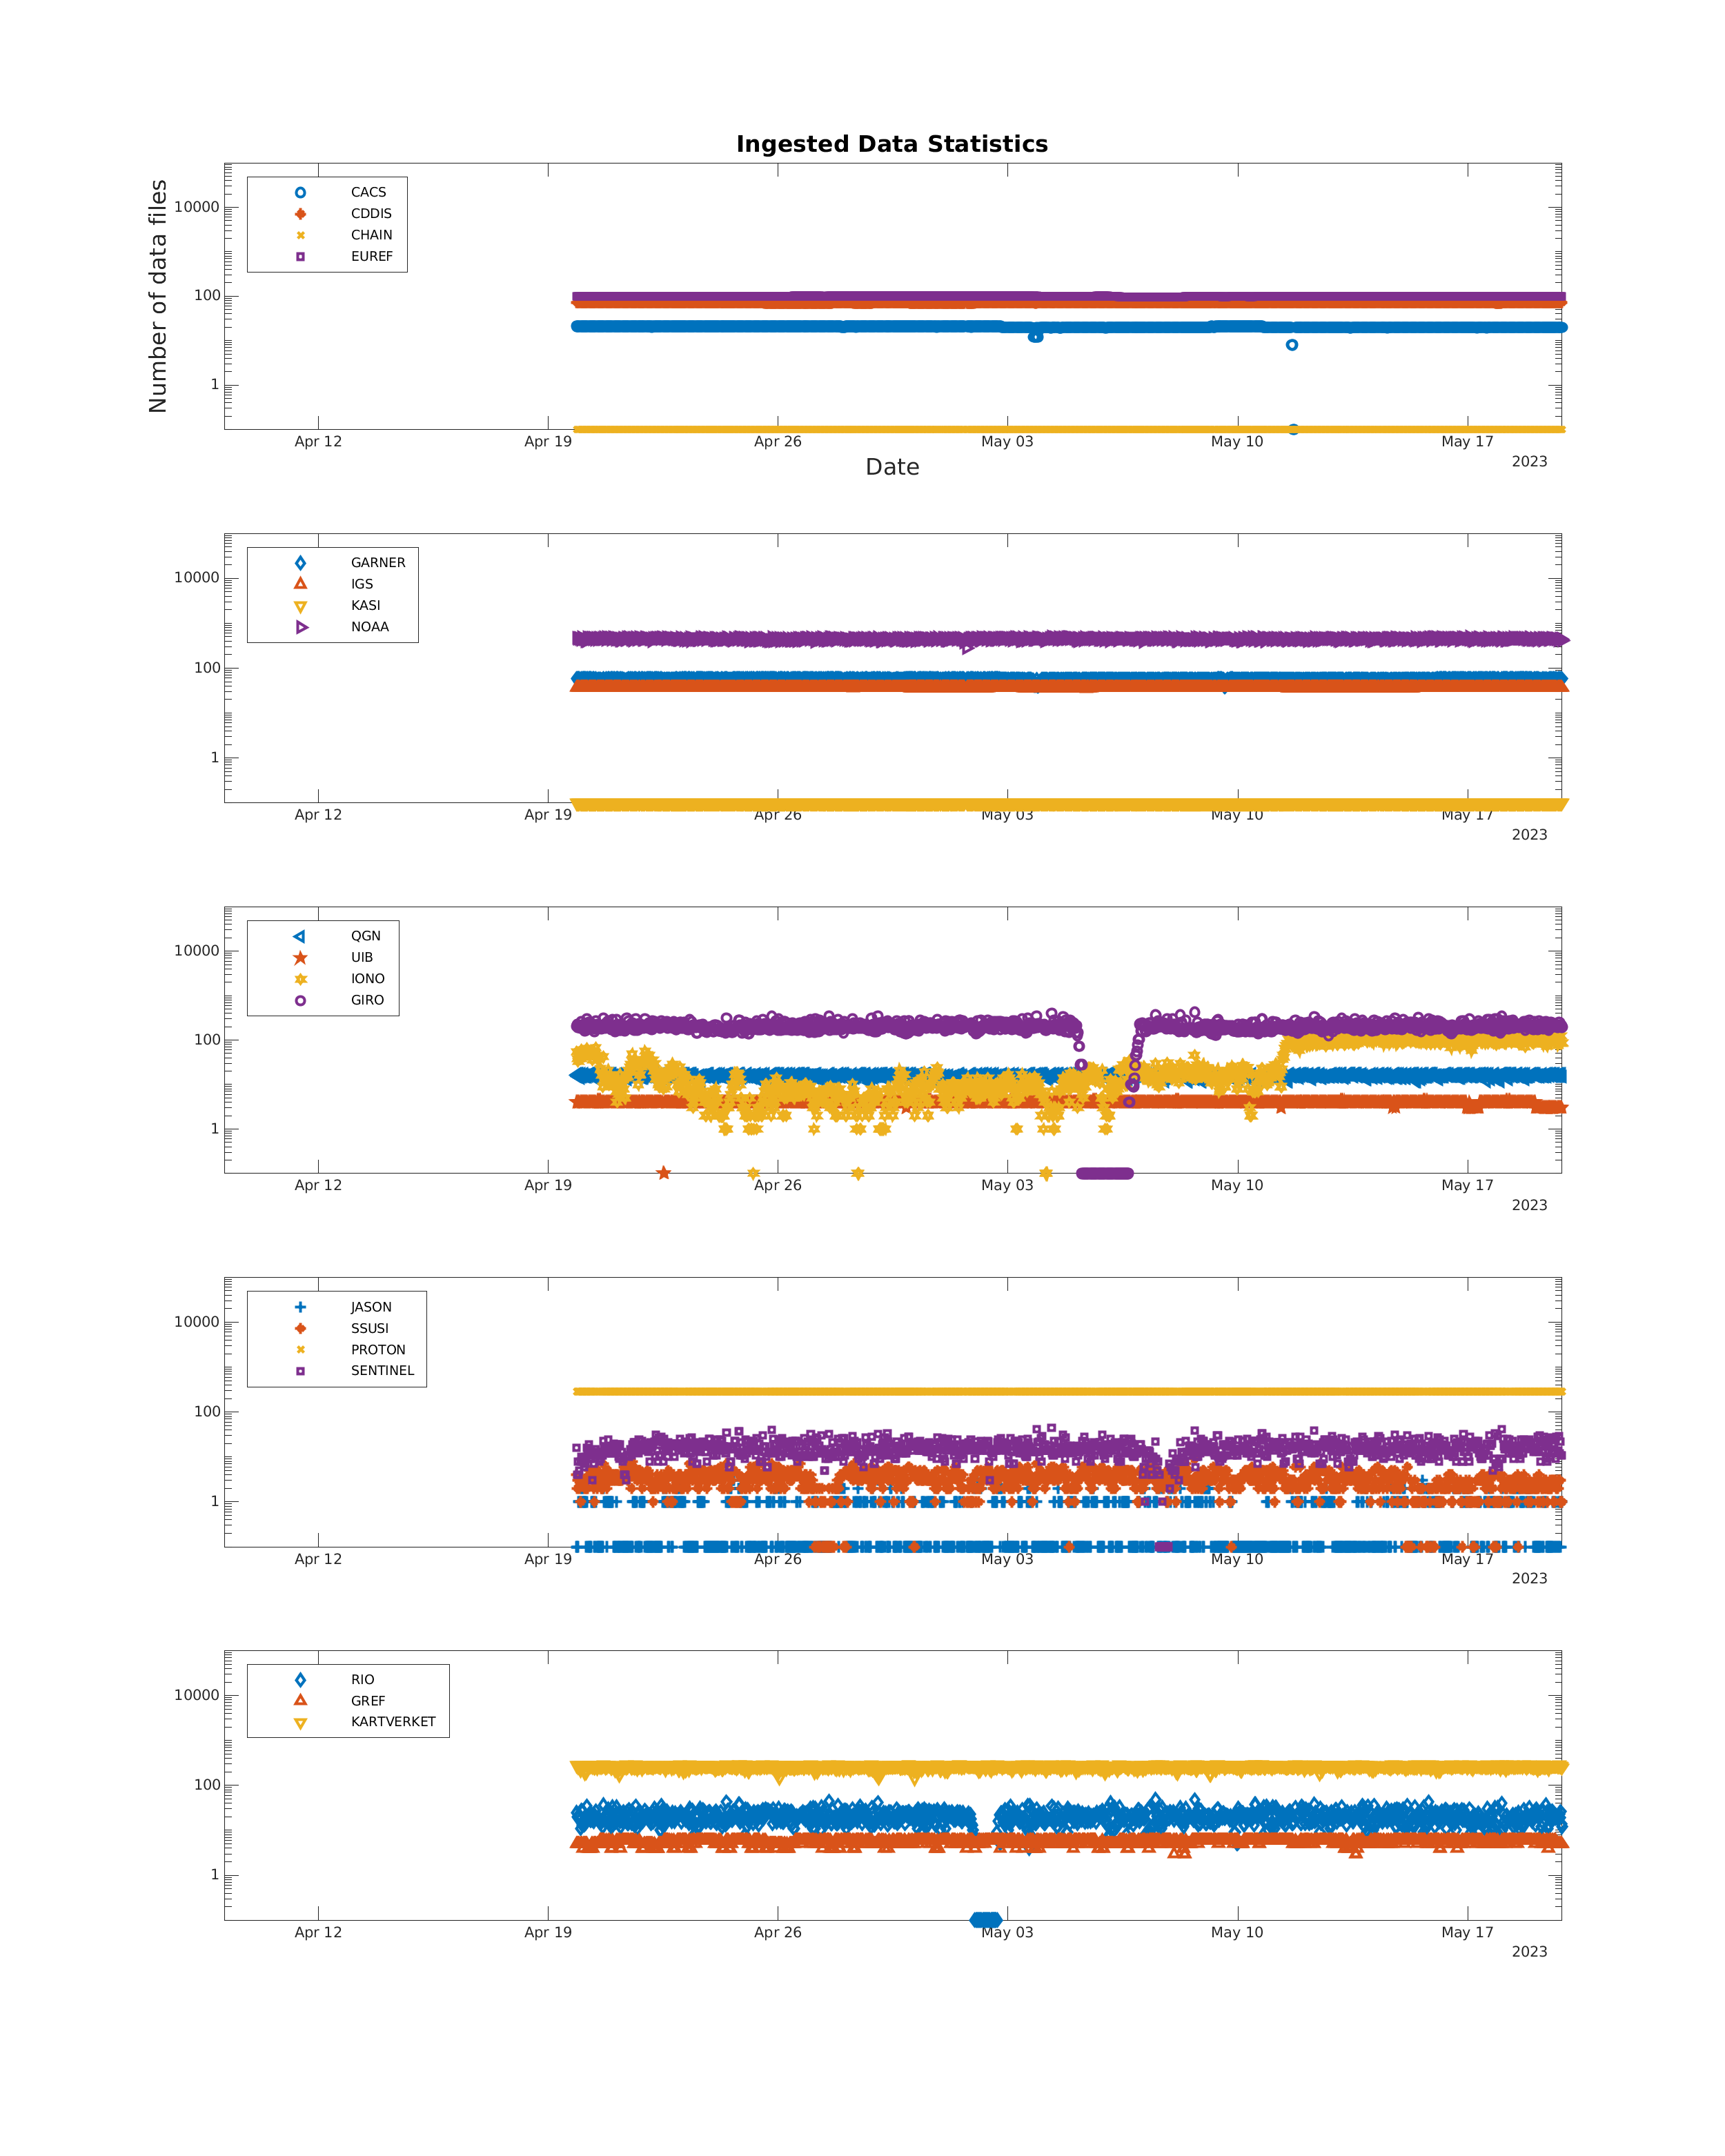 Ingested Data Statistics
Number of data files
CACS
CDDIS
CHAIN
EUREF
10000
100
1
Apr 12 Apr 19 Apr 26 May 03 May 10 May 17
2023
Date
GARNER
IGS
KASI
NOAA
10000
100
1
Apr 12 Apr 19 Apr 26 May 03 May 10 May 17
2023
QGN
UIB
IONO
GIRO
10000
100
1
Apr 12 Apr 19 Apr 26 May 03 May 10 May 17
2023
JASON
SSUSI
PROTON
SENTINEL
10000
100
1
Apr 12 Apr 19 Apr 26 May 03 May 10 May 17
2023
RIO
GREF
KARTVERKET
10000
100
1
Apr 12 Apr 19 Apr 26 May 03 May 10 May 17
2023